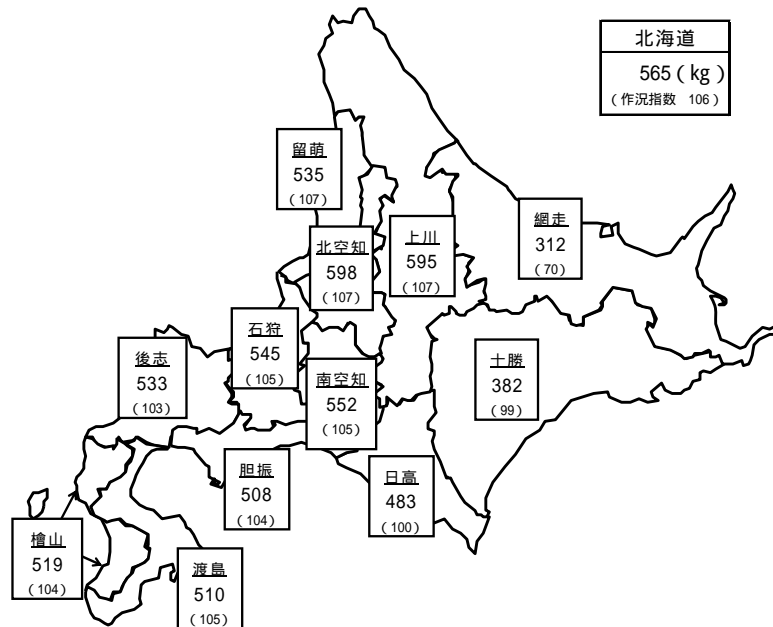 北海道
565(kg)
(作況指数 106)
留萌
535
(107)
北空知
598
(107)
上川
595
(107)
網走
312
(70)
石狩
545
(105)
後志
533
(103)
南空知
552
(105)
十勝
382
(99)
胆振
508
(104)
日高
483
(100)
檜山
519
(104)
渡島
510
(105)